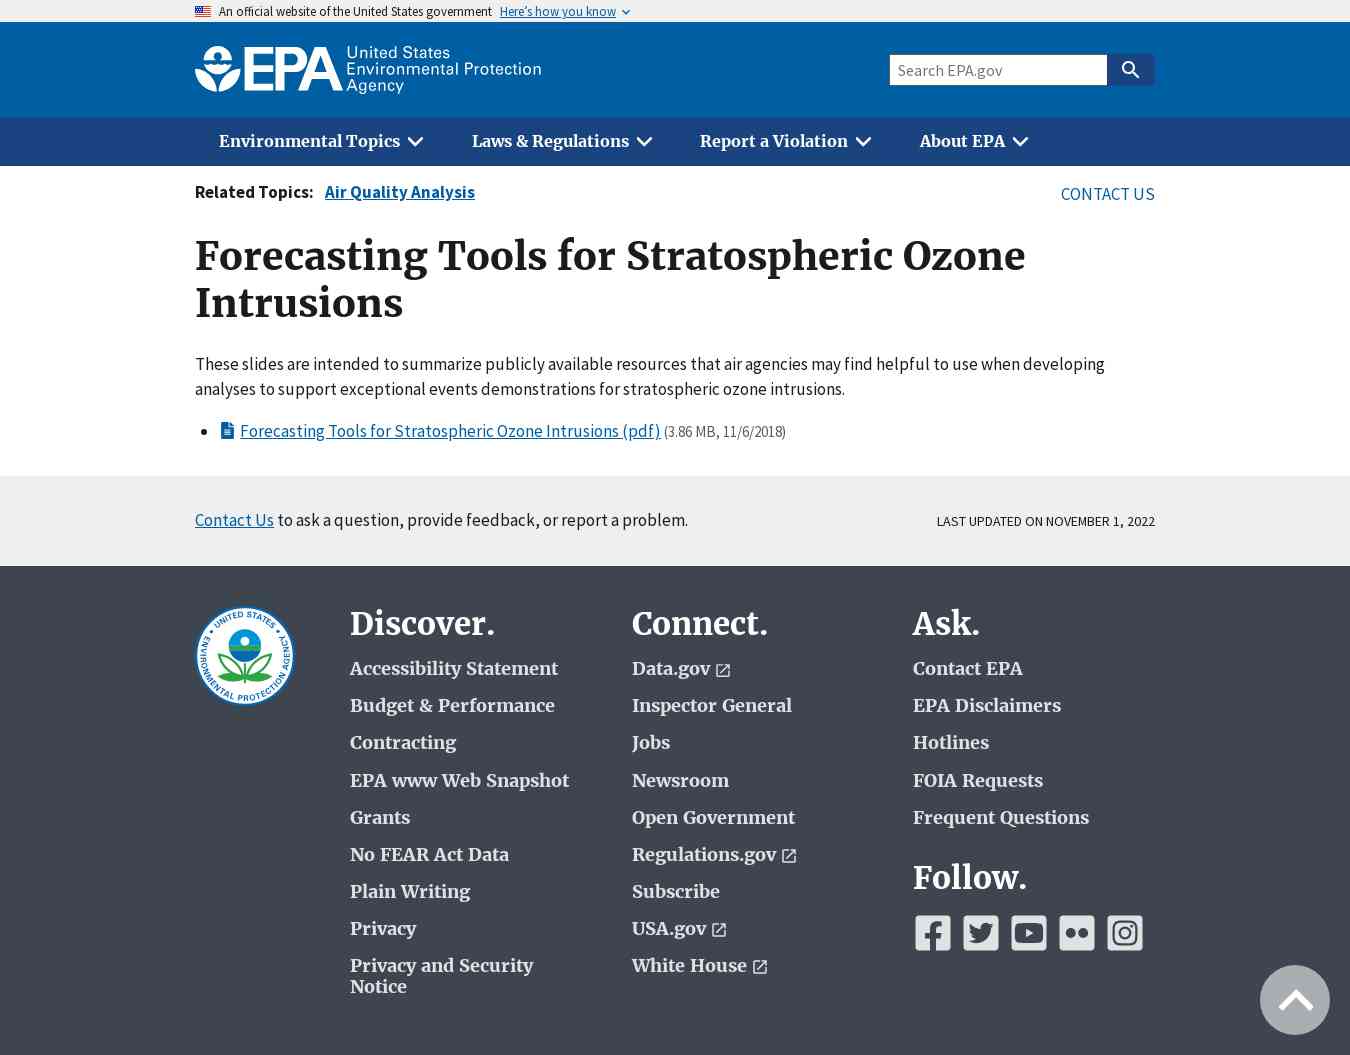 An official website of the United States government Here's how you know
EPA United States
Environmental Protection
Agency
Search EPA.gov
Environmental Topics Laws & Regulations Report a Violation About EPA
Related Topics: Air Quality Analysis CONTACT US
Forecasting Tools for Stratospheric Ozone
Intrusions
These slides are intended to summarize publicly available resources that air agencies may find helpful to use when developing
analyses to support exceptional events demonstrations for stratospheric ozone intrusions.
Forecasting Tools for Stratospheric Ozone Intrusions (pdf) (3.86 MB, 11/6/2018)
Contact Us to ask a question, provide feedback, or report a problem. LAST UPDATED ON NOVEMBER 1, 2022
UNITED STATES
ENVIRONMENTAL PROTECTION AGENCY
Discover.
Accessibility Statement
Budget & Performance
Contracting
EPA www Web Snapshot
Grants
No FEAR Act Data
Plain Writing
Privacy
Privacy and Security
Notice
Connect.
Data.gov
Inspector General
Jobs
Newsroom
Open Government
Regulations.gov
Subscribe
USA.gov
White House
Ask.
Contact EPA
EPA Disclaimers
Hotlines
FOIA Requests
Frequent Questions
Follow.